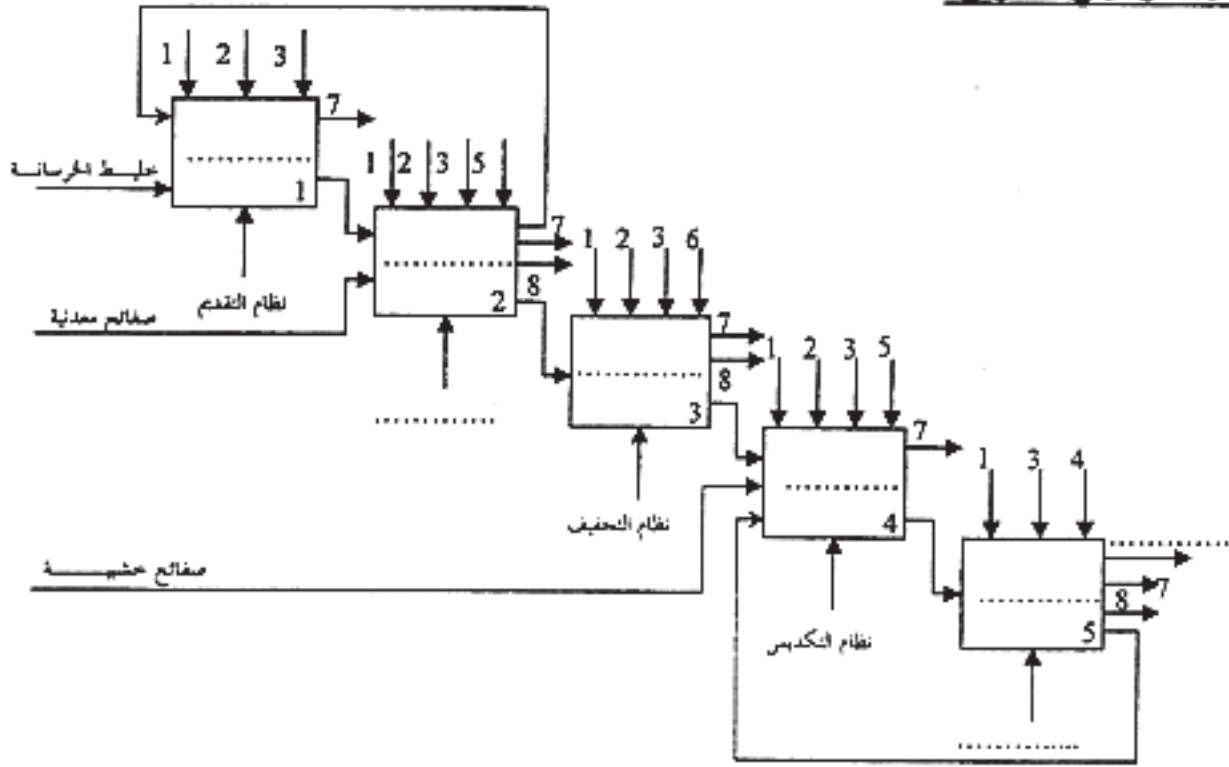 1 2 3
7
خليط الخرسانة
1
1 2 3 5
7
نظام التقدم
8
2
صفائح معدنية
1 2 3 6
7
8
3
1 2 3 5
7
نظام التجفيف
4
1 3 4
صفائح خشبية
7
8
5
نظام التكديس